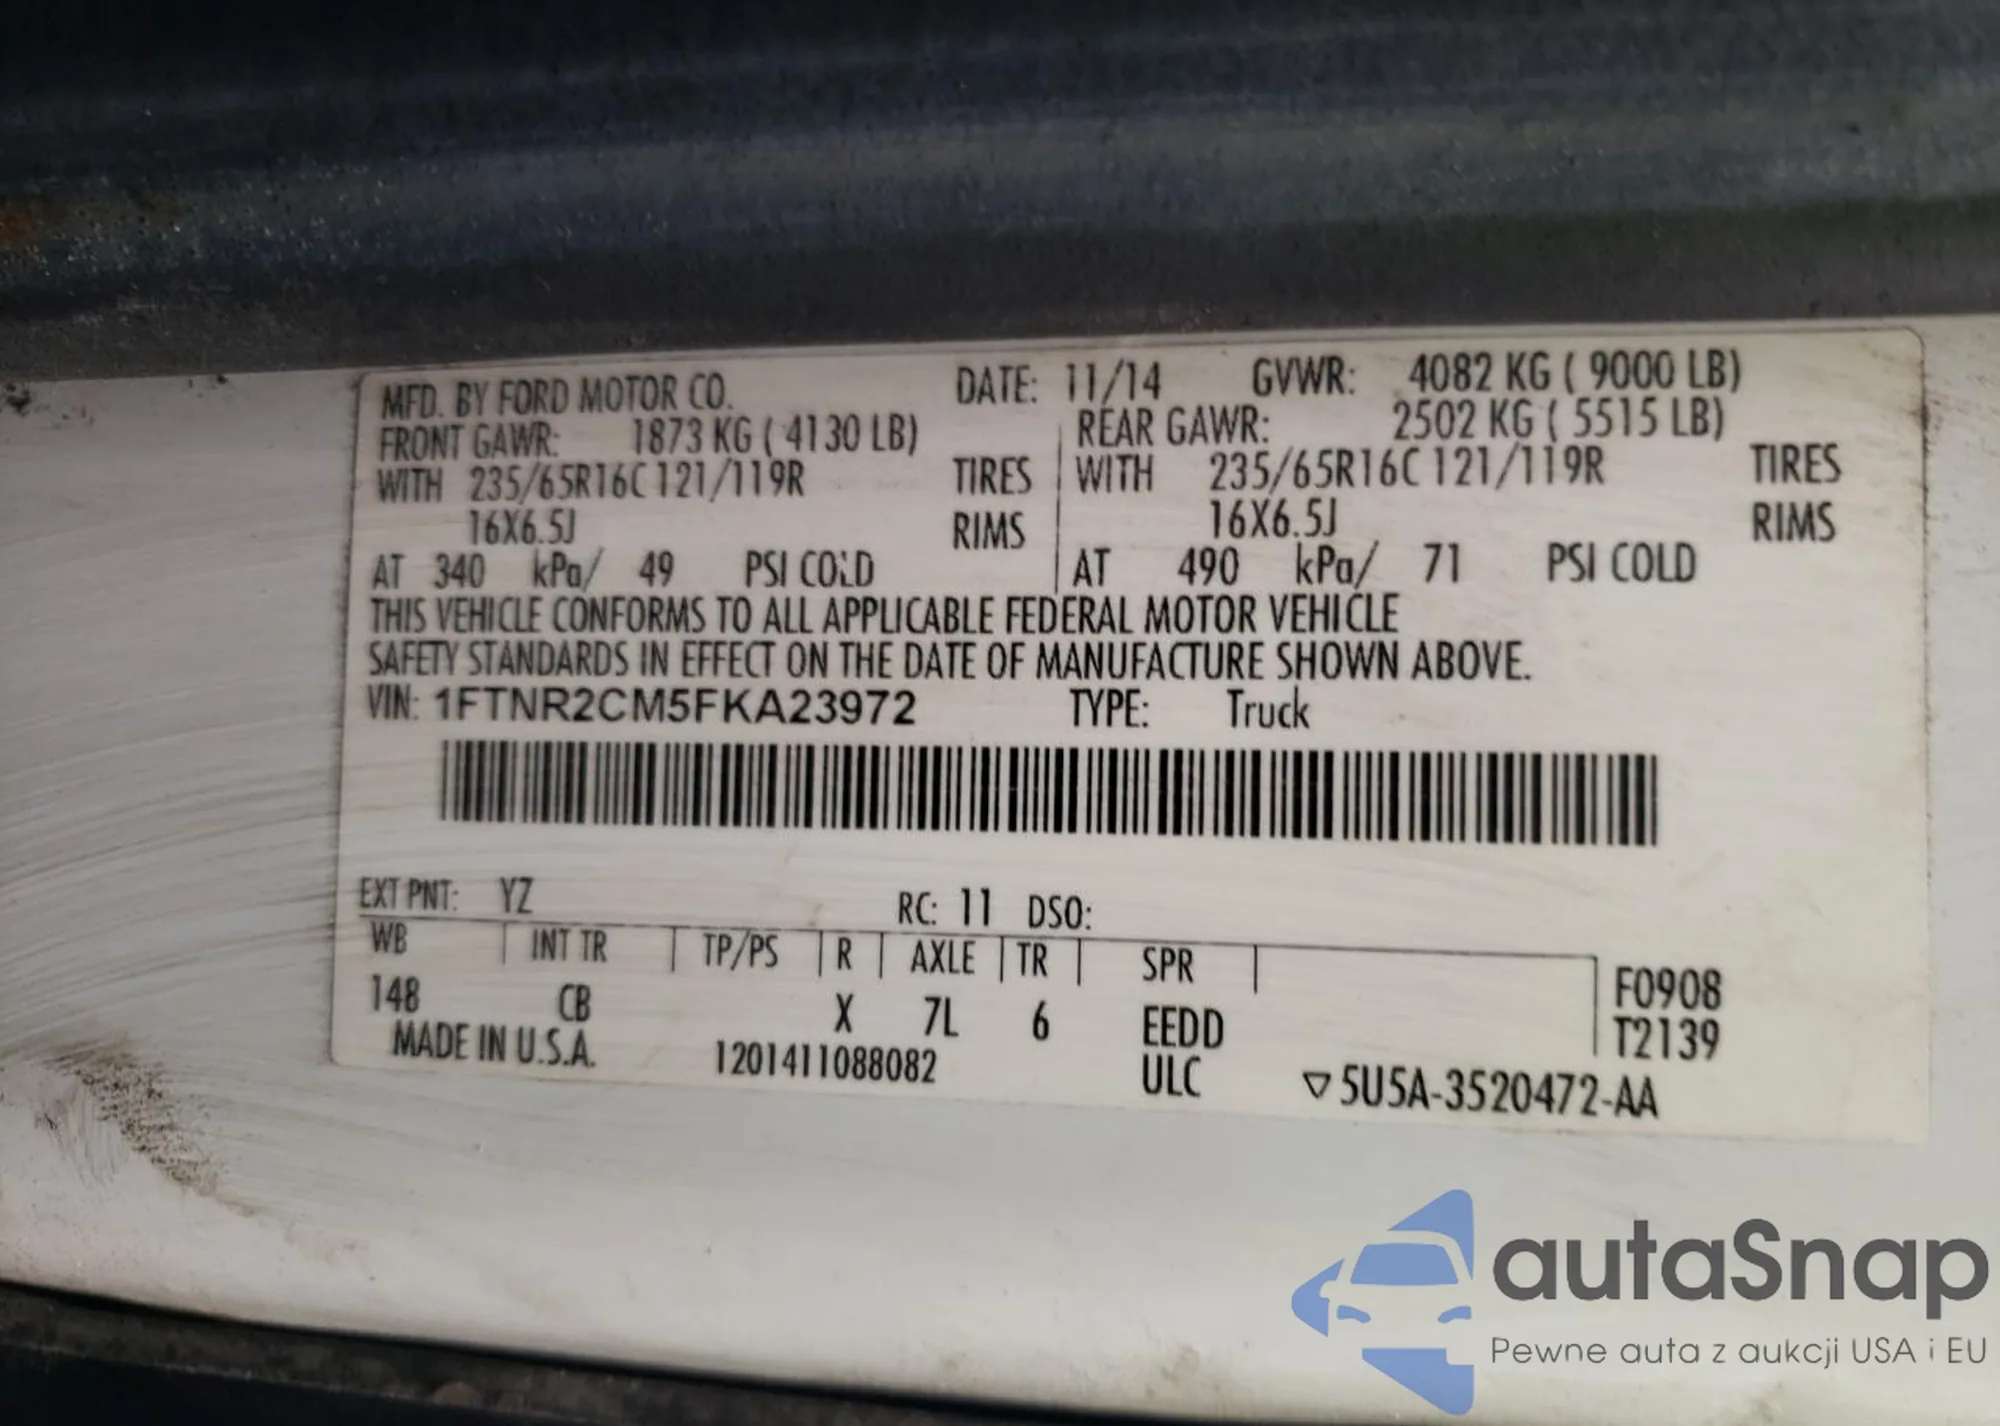 MFD. BY FORD MOTOR CO. DATE: 11/14 GVWR: 4082 KG ( 9000 LB)
FRONT GAWR: 1873 KG ( 4130 LB) REAR GAWR: 2502 KG ( 5515 LB)
WITH 235/65R16C 121/119R TIRES WITH 235/65R16C 121/119R TIRES
16X6.5J RIMS 16X6.5J RIMS
AT 340 kPa/ 49 PSI COLD AT 490 kPa/ 71 PSI COLD
THIS VEHICLE CONFORMS TO ALL APPLICABLE FEDERAL MOTOR VEHICLE
SAFETY STANDARDS IN EFFECT ON THE DATE OF MANUFACTURE SHOWN ABOVE.
VIN: 1FTNR2CM5FKA23972 TYPE: Truck
EXT PNT: YZ RC: 11 DSO:
WB INT TR TP/PS R AXLE TR SPR F0908
148 CB X 7L 6 EEDD T2139
MADE IN U.S.A. 1201411088082 ULC ▽5U5A-3520472-AA
autaSnap
Pewne auta z aukcji USA i EU